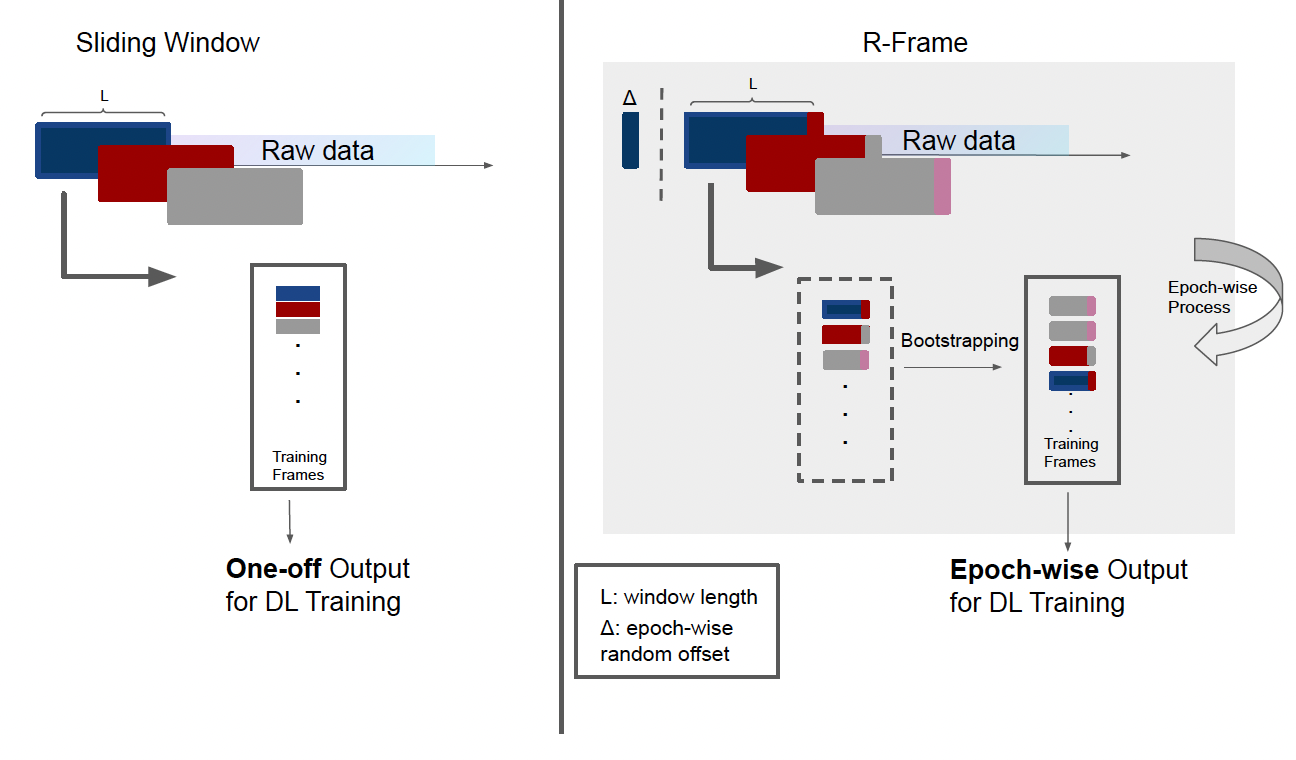 Sliding Window
L
Raw data
Training
Frames
One-off Output
for DL Training
R-Frame
Δ
L
Raw data
Epoch-wise
Process
Bootstrapping
Training
Frames
Epoch-wise Output
for DL Training
L: window length
Δ: epoch-wise
random offset